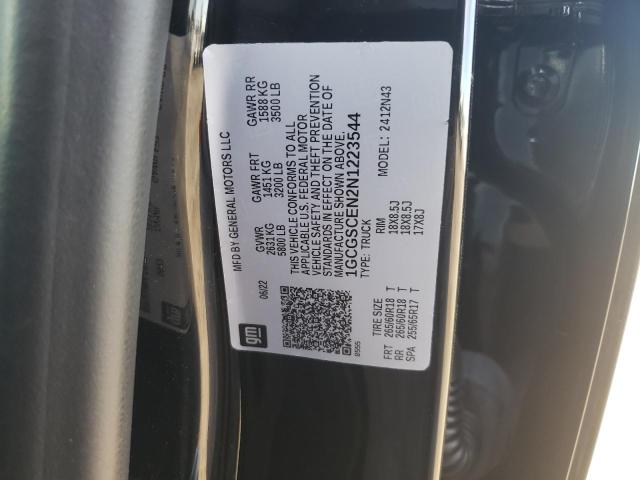 gm
06/22
MFD BY GENERAL MOTORS LLC
GVWR GAWR FRT GAWR RR
2631 KG 1451 KG 1588 KG
5800 LB 3200 LB 3500 LB
THIS VEHICLE CONFORMS TO ALL
APPLICABLE U.S. FEDERAL MOTOR
VEHICLE SAFETY AND THEFT PREVENTION
STANDARDS IN EFFECT ON THE DATE OF
MANUFACTURE SHOWN ABOVE.
1GCGSCEN2N1223544
TYPE: TRUCK MODEL: 2412N43
TIRE SIZE RIM
FRT 265/60R18 T 18X8.5J
RR 265/60R18 T 18X8.5J
SPA 255/65R17 T 17X8J